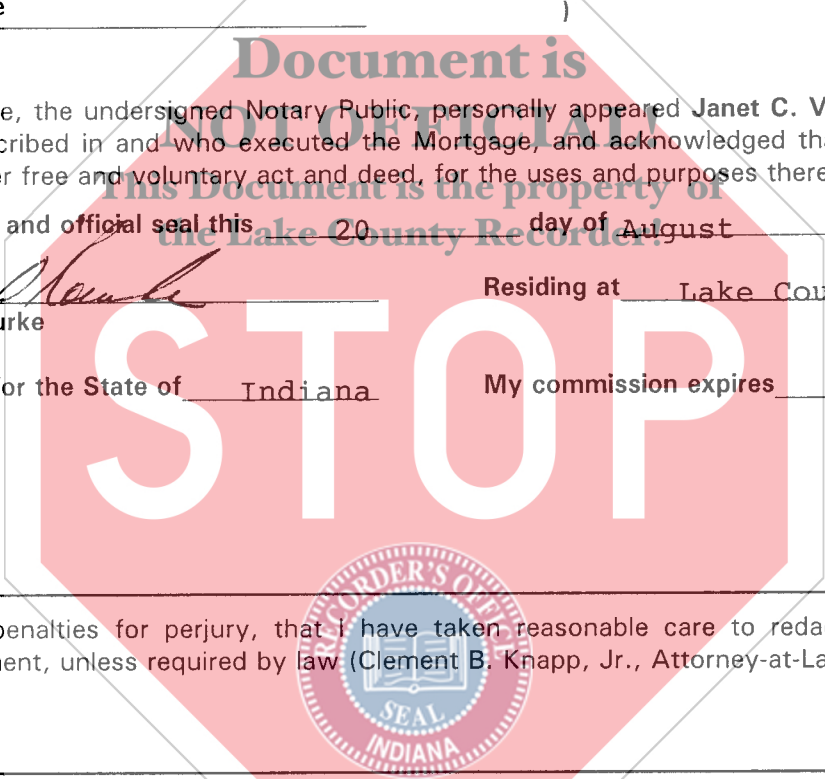 e
)
Document is
e, the undersigned Notary Public, personally appeared Janet C. V
NOT OFFICIAL!
cribed in and who executed the Mortgage, and acknowledged tha
er free and voluntary act and deed, for the uses and purposes there
This Document is the property of
and official seal this 20 day of August
the Lake County Recorder!
Residing at Lake Cou
urke
STOP
or the State of Indiana My commission expires
RECORDER'S OFFICE
penalties for perjury, that I have taken reasonable care to reda
ment, unless required by law (Clement B. Knapp, Jr., Attorney-at-La
SEAL
INDIANA